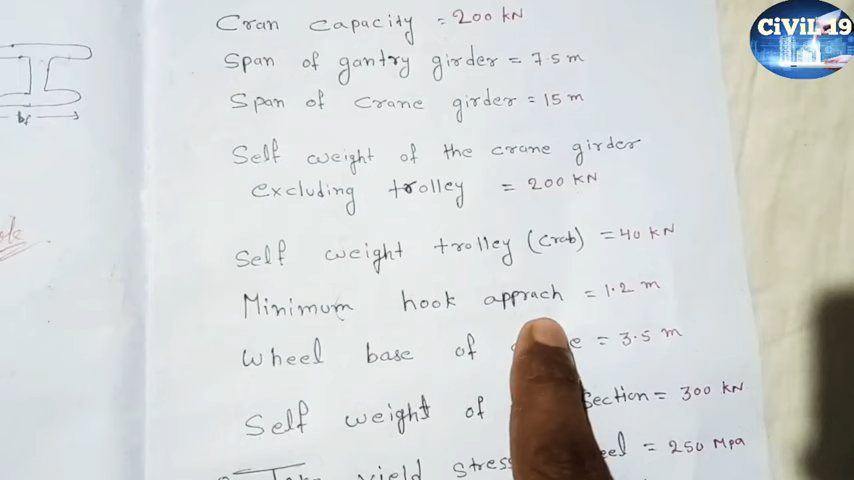 CiViL 19
Cran capacity = 200 kN
Span of gantry girder = 7.5 m
Span of crane girder = 15 m
Self weight of the crane girder
excluding trolley = 200 kN
Self weight trolley (crab) = 40 kN
Minimum hook apprach = 1.2 m
Wheel base of = 3.5 m
Self weight of section = 300 kN
yield stress = 250 Mpa
bf